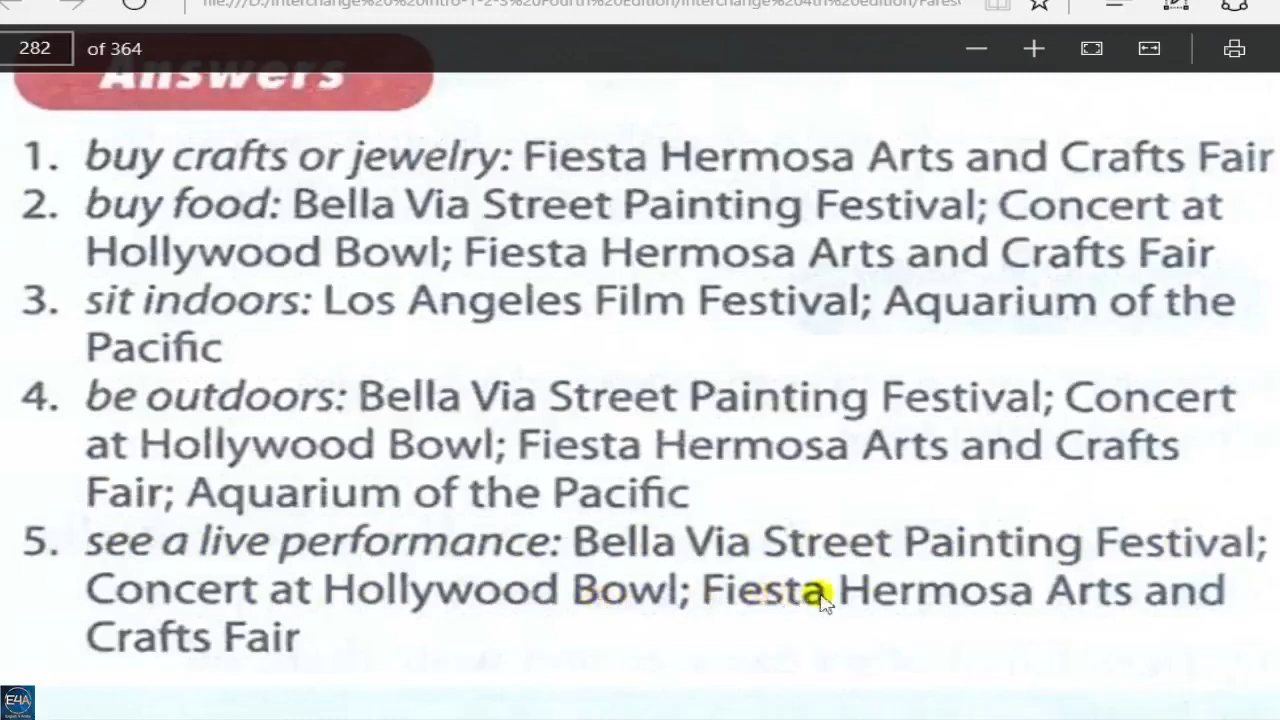 282 of 364
Answers
1. buy crafts or jewelry: Fiesta Hermosa Arts and Crafts Fair
2. buy food: Bella Via Street Painting Festival; Concert at
Hollywood Bowl; Fiesta Hermosa Arts and Crafts Fair
3. sit indoors: Los Angeles Film Festival; Aquarium of the
Pacific
4. be outdoors: Bella Via Street Painting Festival; Concert
at Hollywood Bowl; Fiesta Hermosa Arts and Crafts
Fair; Aquarium of the Pacific
5. see a live performance: Bella Via Street Painting Festival;
Concert at Hollywood Bowl; Fiesta Hermosa Arts and
Crafts Fair
E4A